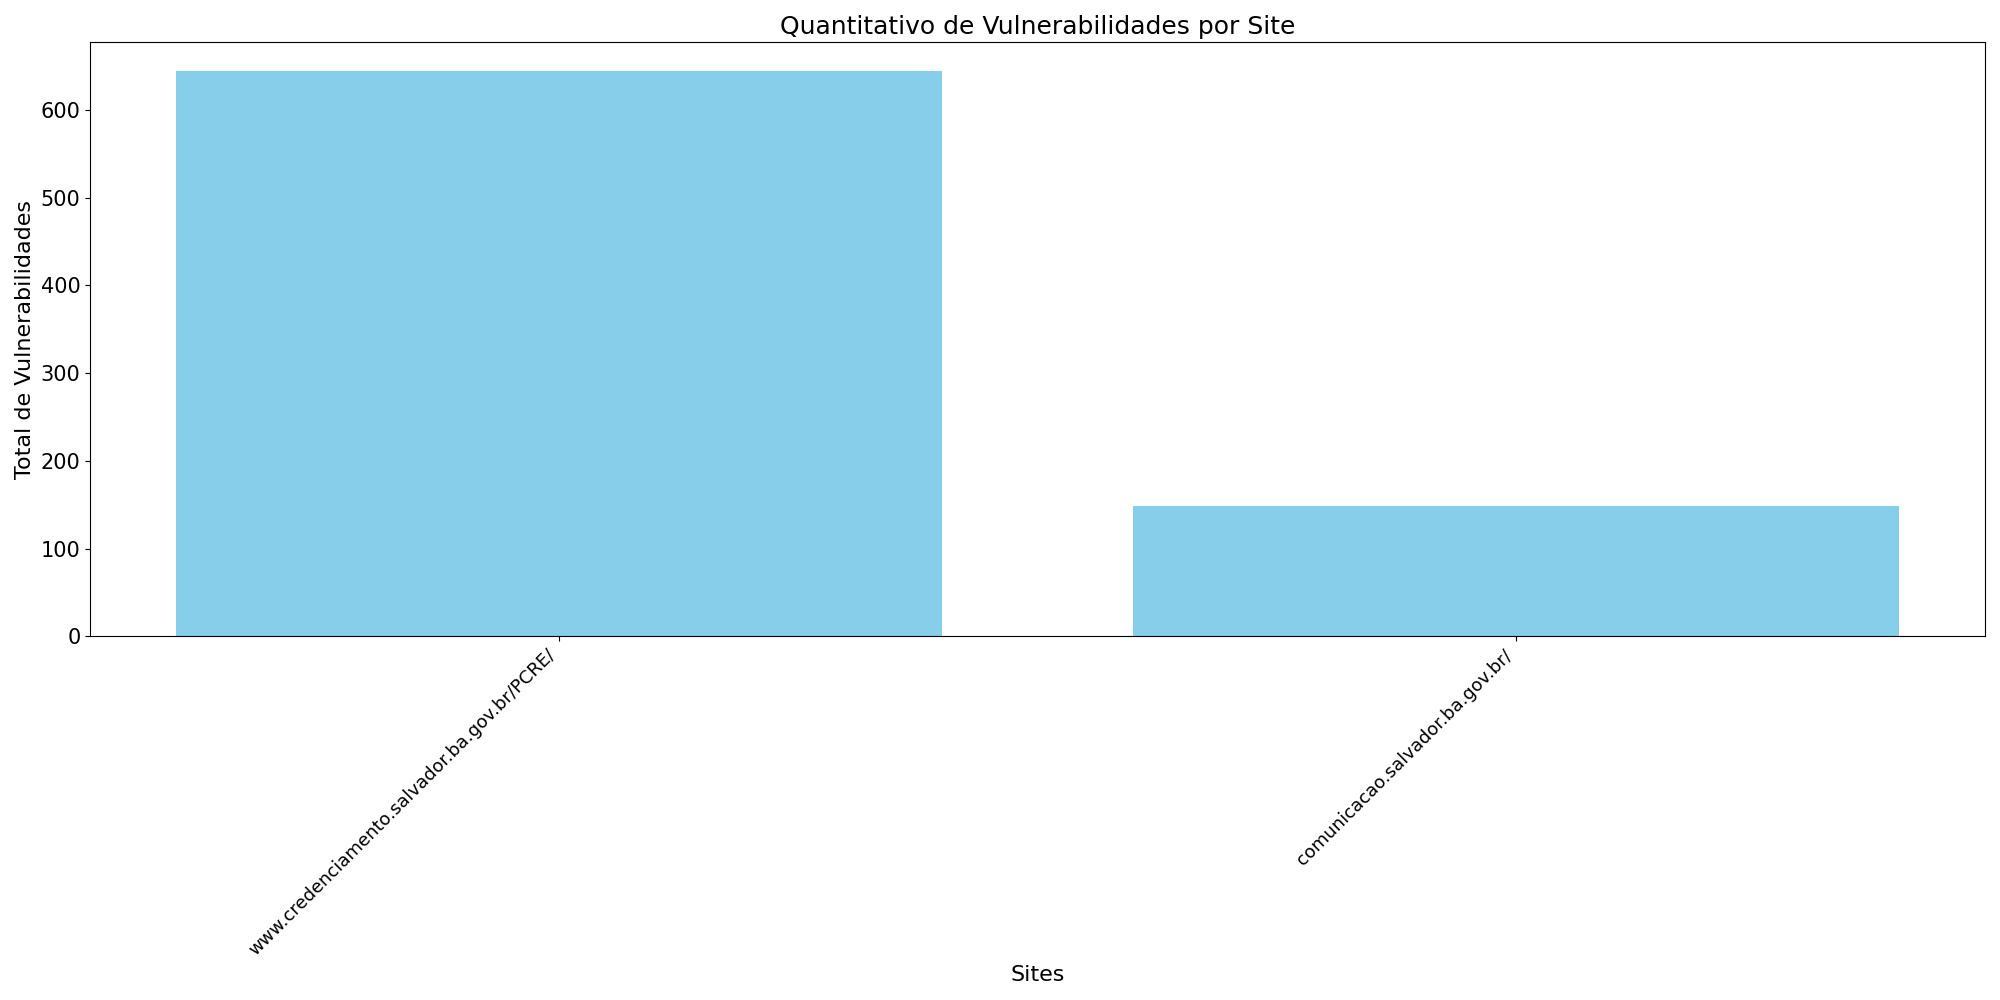 Quantitativo de Vulnerabilidades por Site
Total de Vulnerabilidades
600
500
400
300
200
100
0
www.credenciamento.salvador.ba.gov.br/PCRE/
comunicacao.salvador.ba.gov.br/
Sites